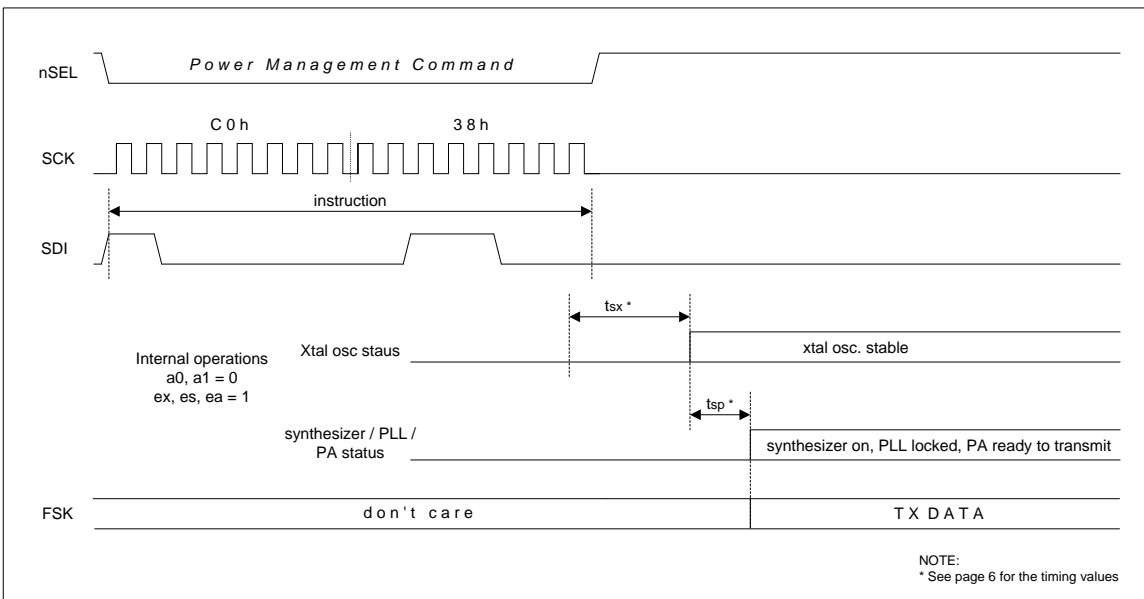 nSEL
Power Management Command
C0h 38h
SCK
instruction
SDI
tsx *
Xtal osc staus
xtal osc. stable
Internal operations
a0, a1 = 0
ex, es, ea = 1
tsp *
synthesizer / PLL /
PA status
synthesizer on, PLL locked, PA ready to transmit
FSK
don't care
TX DATA
NOTE:
* See page 6 for the timing values